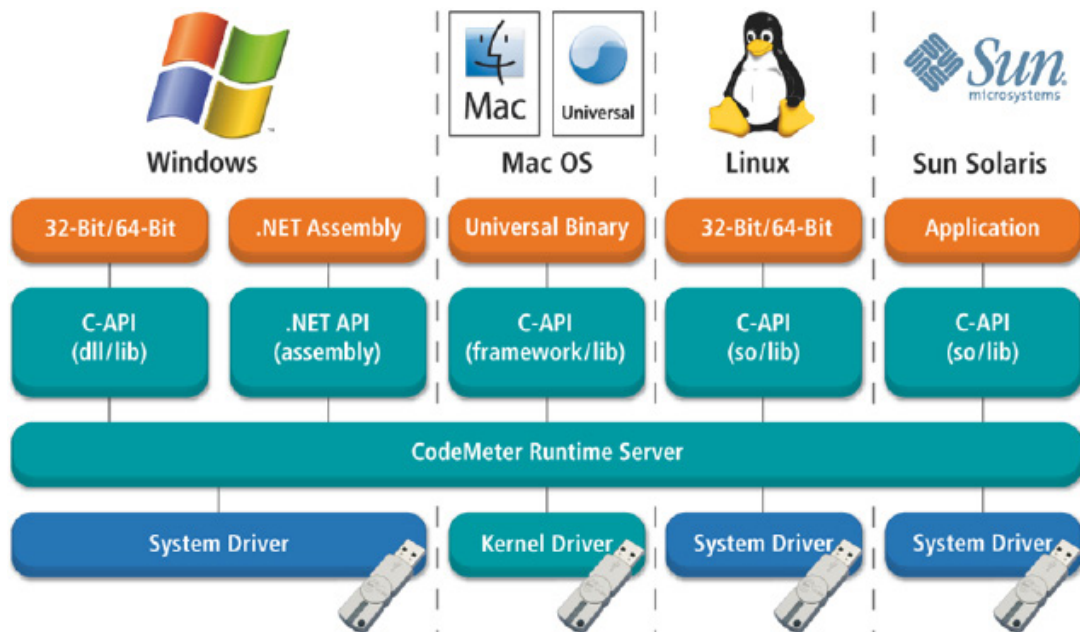 Mac
Universal
Sun
microsystems
Windows
Mac OS
Linux
Sun Solaris
32-Bit/64-Bit
.NET Assembly
Universal Binary
32-Bit/64-Bit
Application
C-API
(dll/lib)
.NET API
(assembly)
C-API
(framework/lib)
C-API
(so/lib)
C-API
(so/lib)
CodeMeter Runtime Server
System Driver
Kernel Driver
System Driver
System Driver